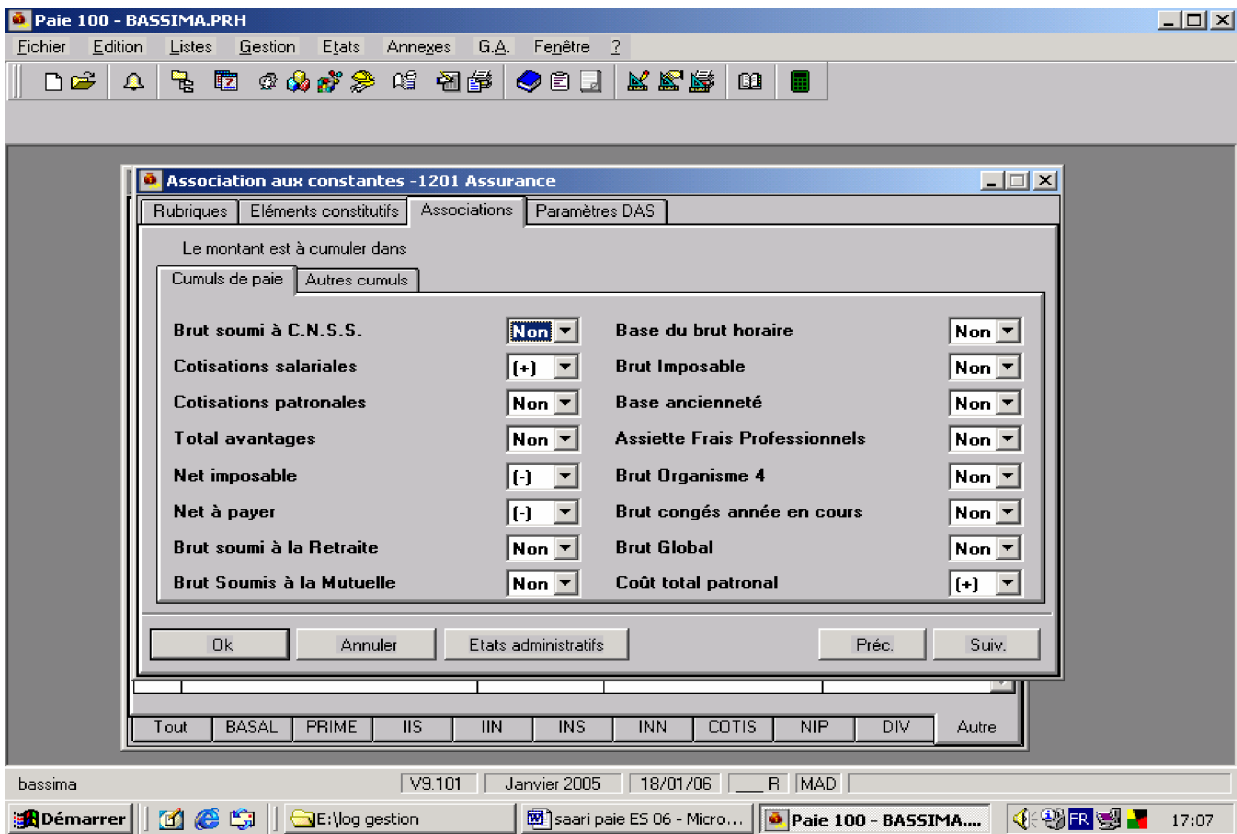 Paie 100 - BASSIMA.PRH
Fichier Edition Listes Gestion Etats Annexes G.A. Fenêtre ?
Association aux constantes -1201 Assurance
Rubriques Eléments constitutifs Associations Paramètres DAS
Le montant est à cumuler dans
Cumuls de paie Autres cumuls
Brut soumi à C.N.S.S. Non Base du brut horaire Non
Cotisations salariales (+) Brut Imposable Non
Cotisations patronales Non Base ancienneté Non
Total avantages Non Assiette Frais Professionnels Non
Net imposable (-) Brut Organisme 4 Non
Net à payer (-) Brut congés année en cours Non
Brut soumi à la Retraite Non Brut Global Non
Brut Soumis à la Mutuelle Non Coût total patronal (+)
Ok Annuler Etats administratifs Préc. Suiv.
Tout BASAL PRIME IIS IIN INS INN COTIS NIP DIV Autre
bassima V9.101 Janvier 2005 18/01/06 ___R MAD
Démarrer E:\log gestion saari paie ES 06 - Micro... Paie 100 - BASSIMA.... FR 17:07